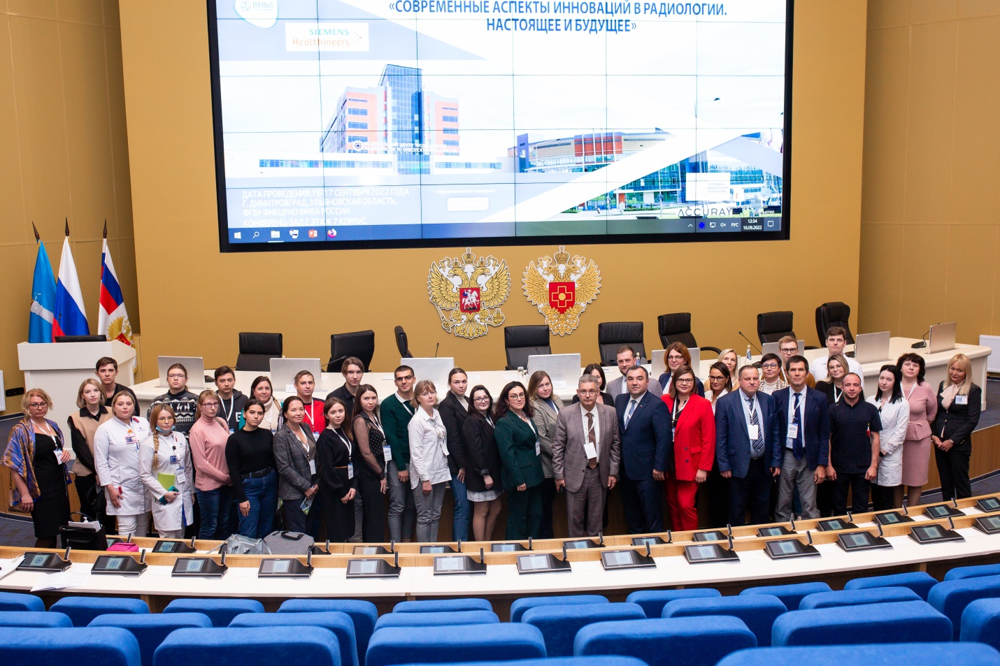 ПУЛЬС
«СОВРЕМЕННЫЕ АСПЕКТЫ ИННОВАЦИЙ В РАДИОЛОГИИ.
НАСТОЯЩЕЕ И БУДУЩЕЕ»
SIEMENS
Healthineers
ДАТА ПРОВЕДЕНИЯ: 16-17 СЕНТЯБРЯ 2022 ГОДА
Г. ДИМИТРОВГРАД, УЛЬЯНОВСКАЯ ОБЛАСТЬ,
ФГБУ ФНКЦРИО ФМБА РОССИИ
КОНФЕРЕНЦ-ЗАЛ 2 ЭТАЖ 7 КОРПУС
ACCURAY
РУС
12:34
16.09.2022